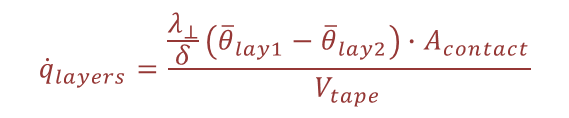 q̇_layers = (λ_⊥/δ (θ̄_lay1 − θ̄_lay2) · A_contact) / V_tape